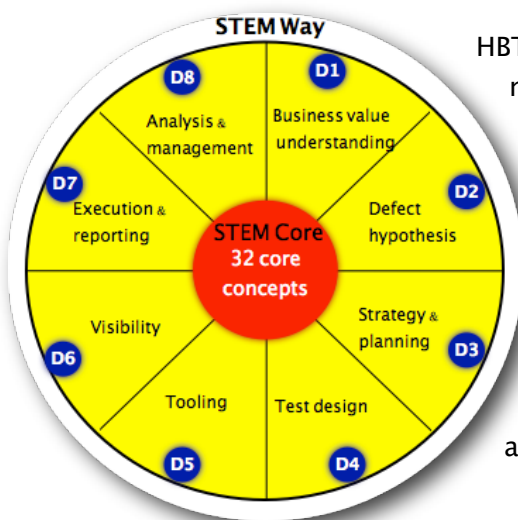 STEM Way
HBT
D8
D1
Analysis &
management
Business value
understanding
D7
D2
Execution &
reporting
Defect
hypothesis
STEM Core
32 core
concepts
Visibility
Strategy &
planning
D6
D3
Tooling
Test design
D5
D4